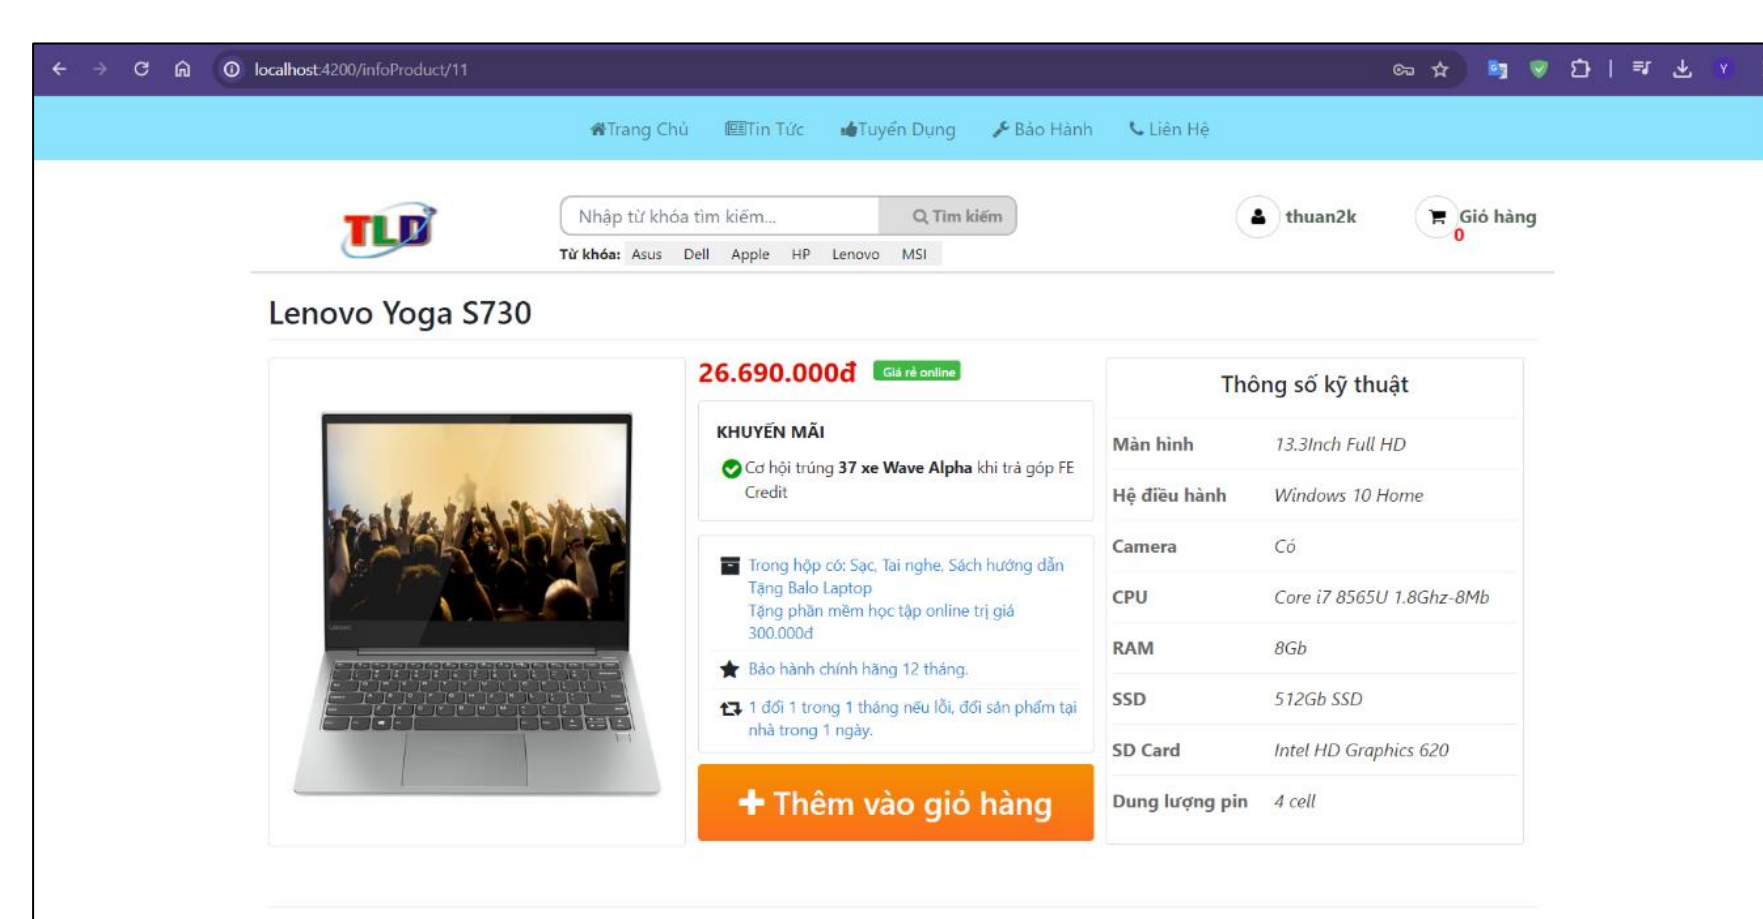 localhost:4200/infoProduct/11
Trang Chủ Tin Tức Tuyển Dụng Bảo Hành Liên Hệ
TLD
Nhập từ khóa tìm kiếm... Tìm kiếm
thuan2k Giỏ hàng
0
Từ khóa: Asus Dell Apple HP Lenovo MSI
Lenovo Yoga S730
26.690.000đ Giá rẻ online
KHUYẾN MÃI
Cơ hội trúng 37 xe Wave Alpha khi trả góp FE
Credit
Trong hộp có: Sạc, Tai nghe, Sách hướng dẫn
Tặng Balo Laptop
Tặng phần mềm học tập online trị giá
300.000đ
Bảo hành chính hãng 12 tháng.
1 đổi 1 trong 1 tháng nếu lỗi, đổi sản phẩm tại
nhà trong 1 ngày.
Thêm vào giỏ hàng
Thông số kỹ thuật
Màn hình 13.3Inch Full HD
Hệ điều hành Windows 10 Home
Camera Có
CPU Core i7 8565U 1.8Ghz-8Mb
RAM 8Gb
SSD 512Gb SSD
SD Card Intel HD Graphics 620
Dung lượng pin 4 cell